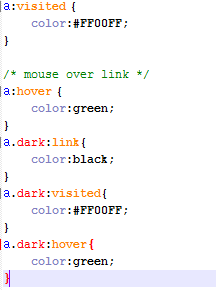 a:visited {
    color:#FF00FF;
}

/* mouse over link */
a:hover {
    color:green;
}
a.dark:link{
    color:black;
}
a.dark:visited{
    color:#FF00FF;
}
a.dark:hover{
    color:green;
}